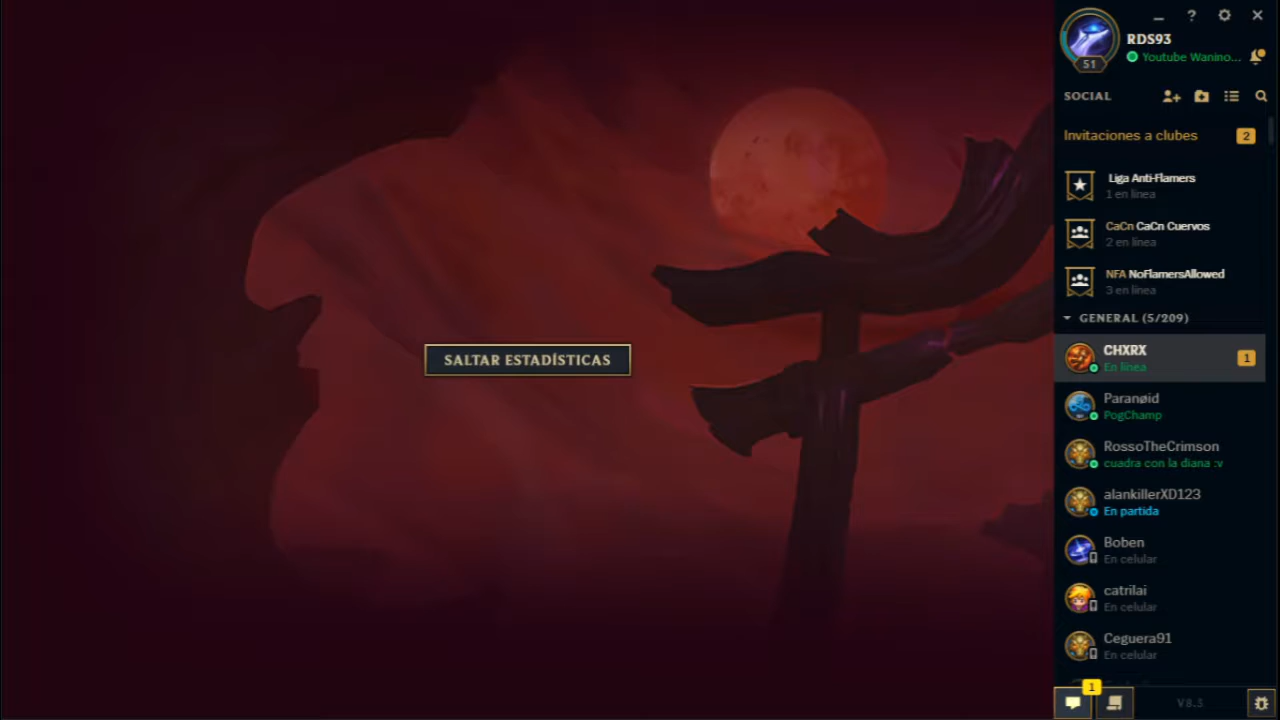 ?
51
RDS93
Youtube Wanino...
SOCIAL
Invitaciones a clubes
2
Liga Anti-Flamers
1 en línea
CaCn CaCn Cuervos
2 en línea
NFA NoFlamersAllowed
3 en línea
GENERAL (5/209)
SALTAR ESTADÍSTICAS
CHXRX
En línea
1
Paranøid
PogChamp
RossoTheCrimson
cuadra con la diana :v
alankillerXD123
En partida
Boben
En celular
catrilai
En celular
Ceguera91
En celular
1
V8.3